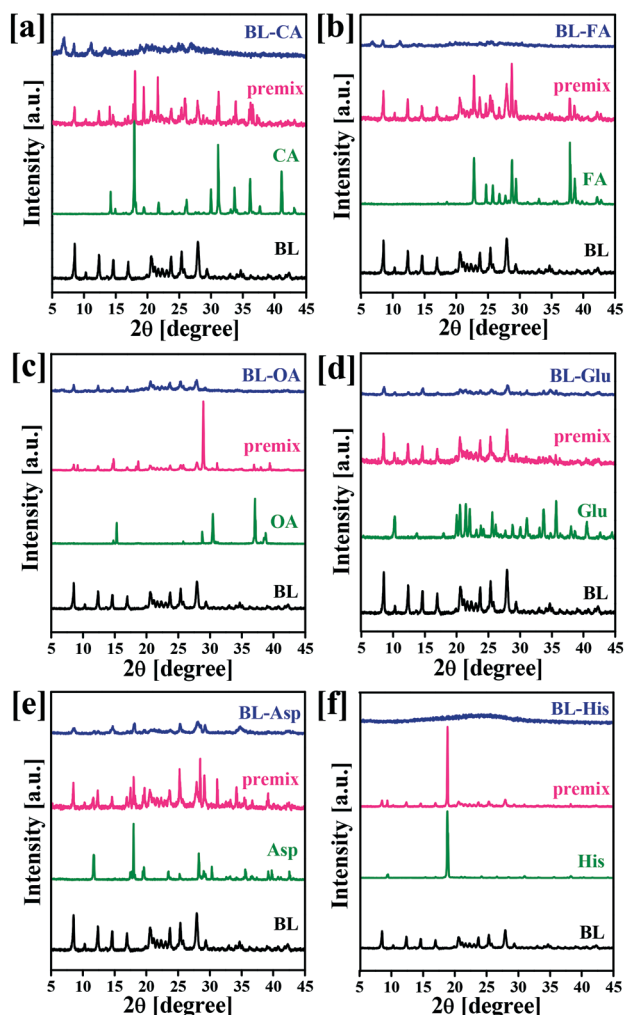 [a]
BL-CA
premix
CA
BL
Intensity [a.u.]
5 10 15 20 25 30 35 40 45
2θ [degree]
[b]
BL-FA
premix
FA
BL
Intensity [a.u.]
5 10 15 20 25 30 35 40 45
2θ [degree]
[c]
BL-OA
premix
OA
BL
Intensity [a.u.]
5 10 15 20 25 30 35 40 45
2θ [degree]
[d]
BL-Glu
premix
Glu
BL
Intensity [a.u.]
5 10 15 20 25 30 35 40 45
2θ [degree]
[e]
BL-Asp
premix
Asp
BL
Intensity [a.u.]
5 10 15 20 25 30 35 40 45
2θ [degree]
[f]
BL-His
premix
His
BL
Intensity [a.u.]
5 10 15 20 25 30 35 40 45
2θ [degree]